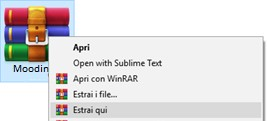 Moodin
Apri
Open with Sublime Text
Apri con WinRAR
Estrai i file...
Estrai qui